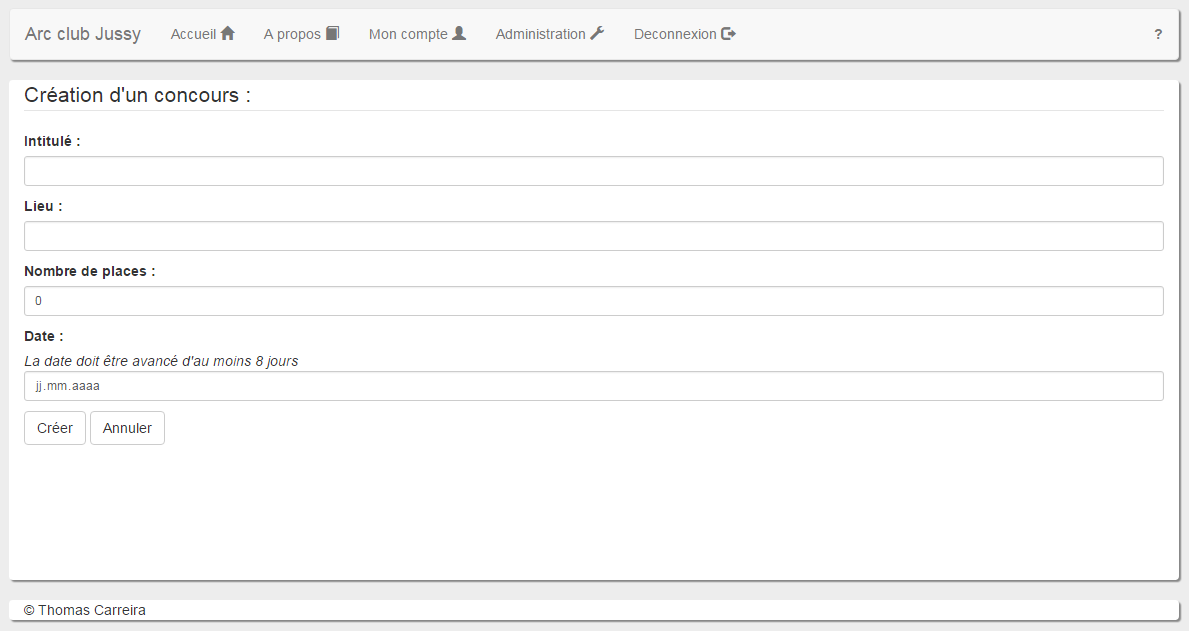 Arc club Jussy Accueil A propos Mon compte Administration Deconnexion ?
Création d'un concours :
Intitulé :
Lieu :
Nombre de places :
0
Date :
La date doit être avancé d'au moins 8 jours
jj.mm.aaaa
Créer Annuler
© Thomas Carreira